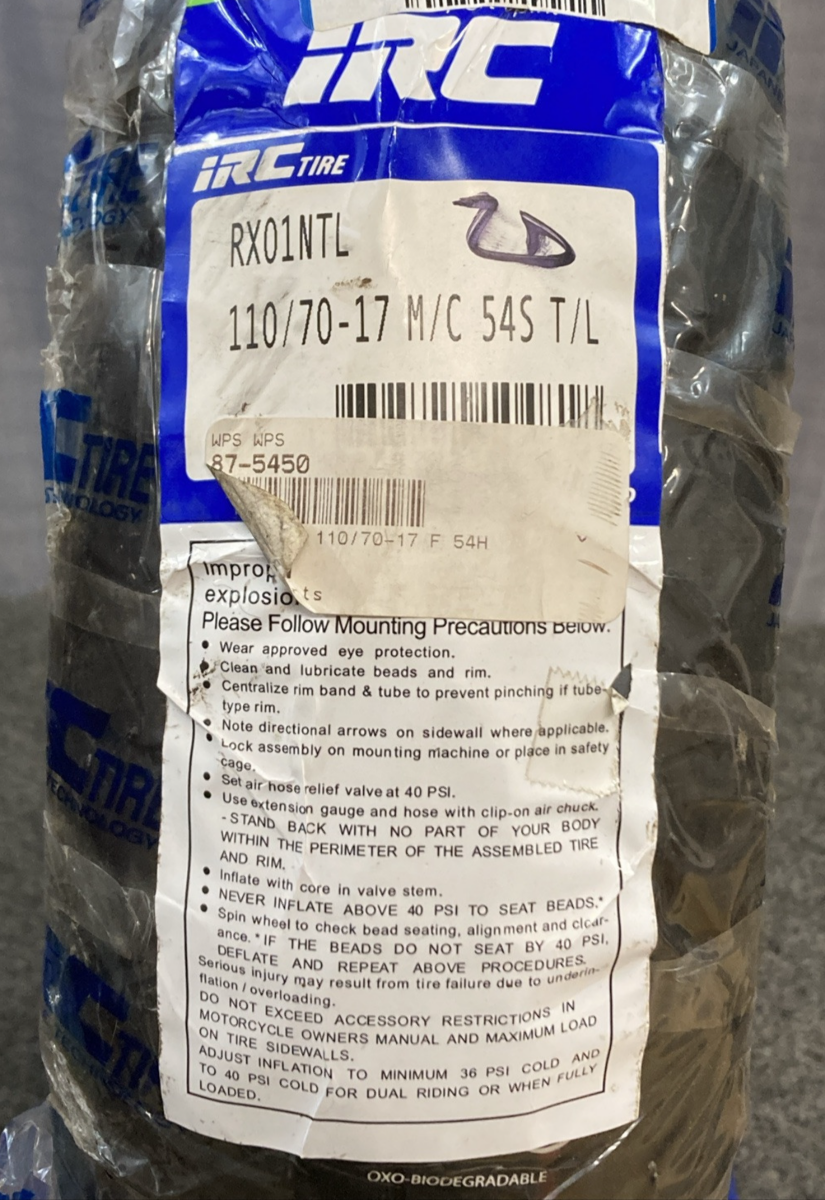 IRC
IRC TIRE
RX01NTL
110/70-17 M/C 54S T/L
WPS WPS
87-5450
110/70-17 F 54H
ts
explosio
Please Follow Mounting Precautions Below.
• Wear approved eye protection.
• Clean and lubricate beads and rim.
• Centralize rim band & tube to prevent pinching if tube-
type rim.
• Note directional arrows on sidewall where applicable.
• Lock assembly on mounting machine or place in safety
cage.
• Set air hose relief valve at 40 PSI.
• Use extension gauge and hose with clip-on air chuck.
- STAND BACK WITH NO PART OF YOUR BODY
WITHIN THE PERIMETER OF THE ASSEMBLED TIRE
AND RIM.
• Inflate with core in valve stem.
• NEVER INFLATE ABOVE 40 PSI TO SEAT BEADS.*
• Spin wheel to check bead seating, alignment and clear-
ance. * IF THE BEADS DO NOT SEAT BY 40 PSI,
DEFLATE AND REPEAT ABOVE PROCEDURES.
Serious injury may result from tire failure due to underin-
flation / overloading.
DO NOT EXCEED ACCESSORY RESTRICTIONS IN
MOTORCYCLE OWNERS MANUAL AND MAXIMUM LOAD
ON TIRE SIDEWALLS.
ADJUST INFLATION TO MINIMUM 36 PSI COLD AND
TO 40 PSI COLD FOR DUAL RIDING OR WHEN FULLY
LOADED.
OXO-BIODEGRADABLE